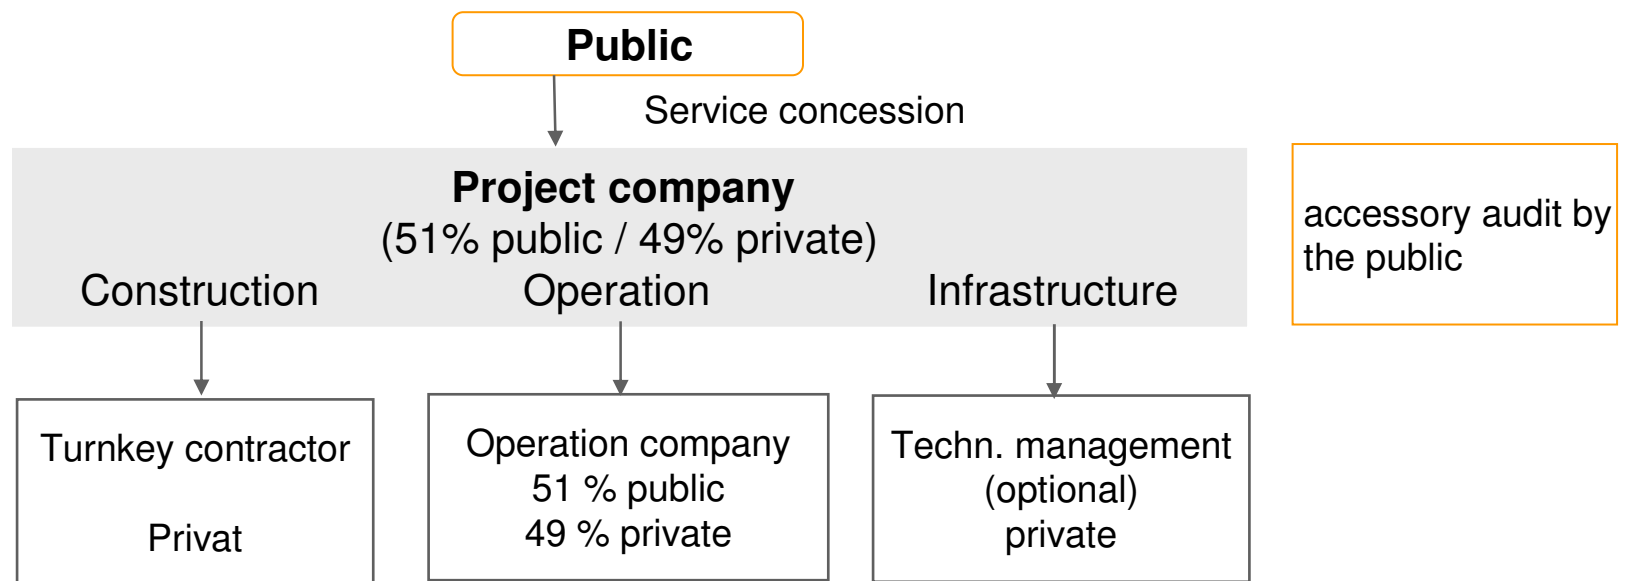 Public
Service concession
Project company
(51% public / 49% private)
Construction
Operation
Infrastructure
accessory audit by
the public
Turnkey contractor
Privat
Operation company
51 % public
49 % private
Techn. management
(optional)
private